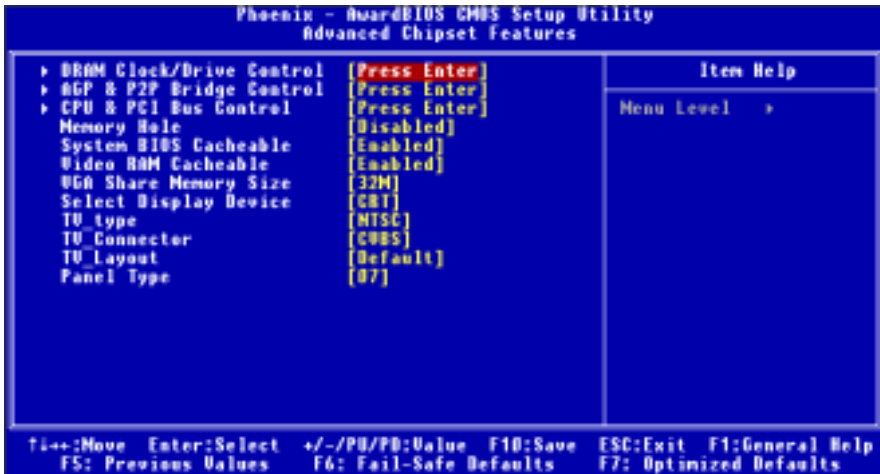 Phoenix - AwardBIOS CMOS Setup Utility
Advanced Chipset Features
▸ DRAM Clock/Drive Control [Press Enter]
▸ AGP & P2P Bridge Control [Press Enter]
▸ CPU & PCI Bus Control [Press Enter]
Memory Hole [Disabled]
System BIOS Cacheable [Enabled]
Video RAM Cacheable [Enabled]
VGA Share Memory Size [32M]
Select Display Device [CRT]
TV_type [NTSC]
TV_Connector [CVBS]
TV_Layout [Default]
Panel Type [07]
Item Help
Menu Level ▸
↑↓→←:Move Enter:Select +/-/PU/PD:Value F10:Save ESC:Exit F1:General Help
F5: Previous Values F6: Fail-Safe Defaults F7: Optimized Defaults